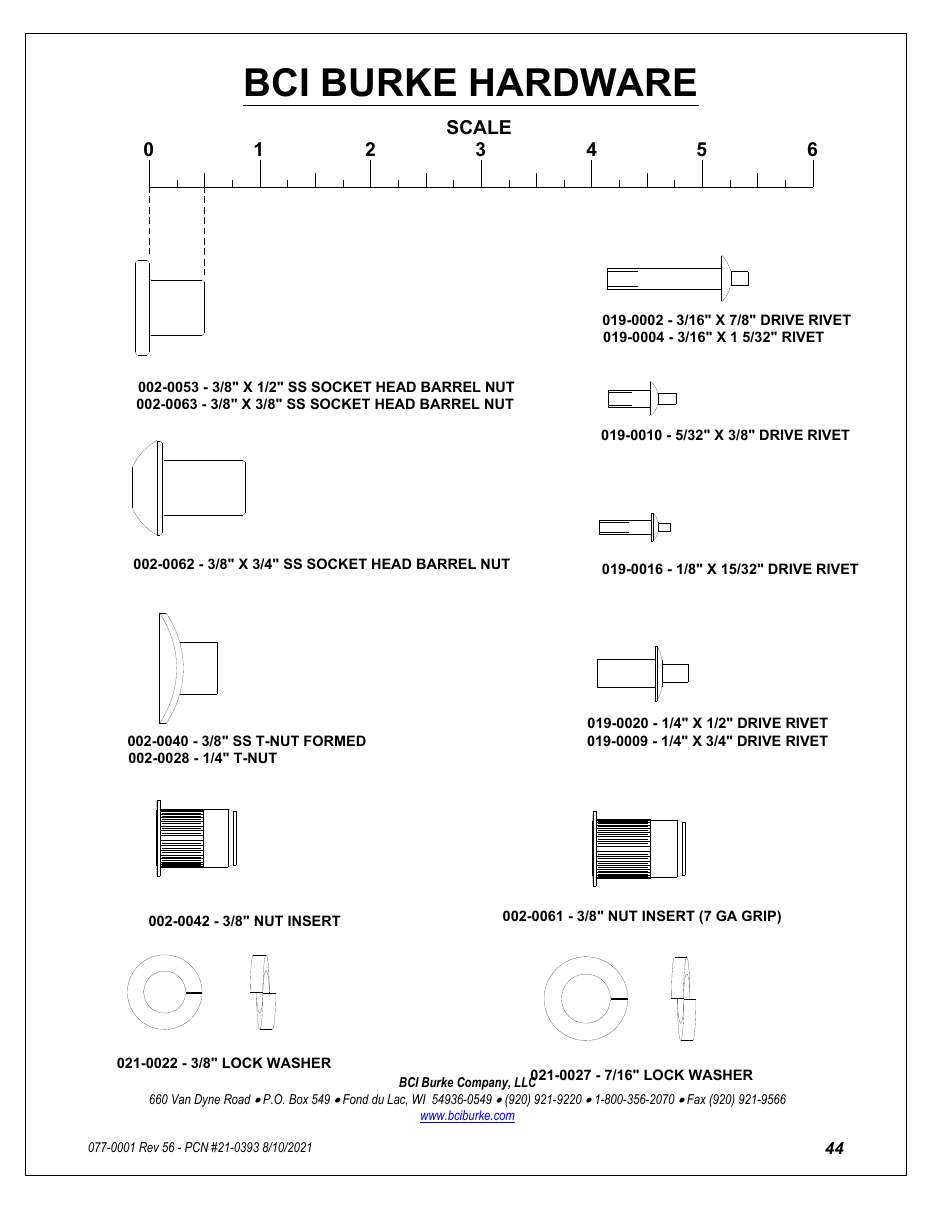 BCI BURKE HARDWARE
SCALE
0 1 2 3 4 5 6
019-0002 - 3/16" X 7/8" DRIVE RIVET
019-0004 - 3/16" X 1 5/32" RIVET
002-0053 - 3/8" X 1/2" SS SOCKET HEAD BARREL NUT
002-0063 - 3/8" X 3/8" SS SOCKET HEAD BARREL NUT
019-0010 - 5/32" X 3/8" DRIVE RIVET
002-0062 - 3/8" X 3/4" SS SOCKET HEAD BARREL NUT
019-0016 - 1/8" X 15/32" DRIVE RIVET
002-0040 - 3/8" SS T-NUT FORMED
002-0028 - 1/4" T-NUT
019-0020 - 1/4" X 1/2" DRIVE RIVET
019-0009 - 1/4" X 3/4" DRIVE RIVET
002-0042 - 3/8" NUT INSERT
002-0061 - 3/8" NUT INSERT (7 GA GRIP)
021-0022 - 3/8" LOCK WASHER
021-0027 - 7/16" LOCK WASHER
BCI Burke Company, LLC
660 Van Dyne Road • P.O. Box 549 • Fond du Lac, WI 54936-0549 • (920) 921-9220 • 1-800-356-2070 • Fax (920) 921-9566
www.bciburke.com
077-0001 Rev 56 - PCN #21-0393 8/10/2021
44